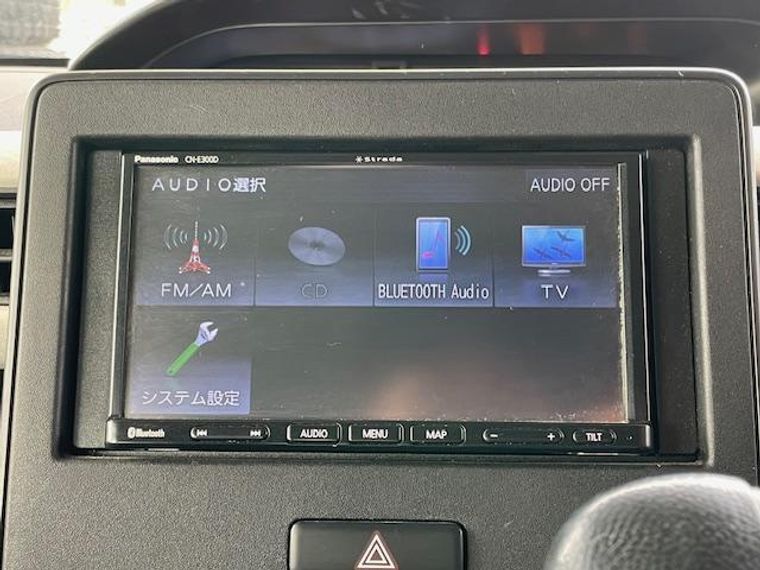 Panasonic CN-E300D Strada
AUDIO選択 AUDIO OFF
FM/AM CD BLUETOOTH Audio TV
システム設定
Bluetooth AUDIO MENU MAP − + TILT